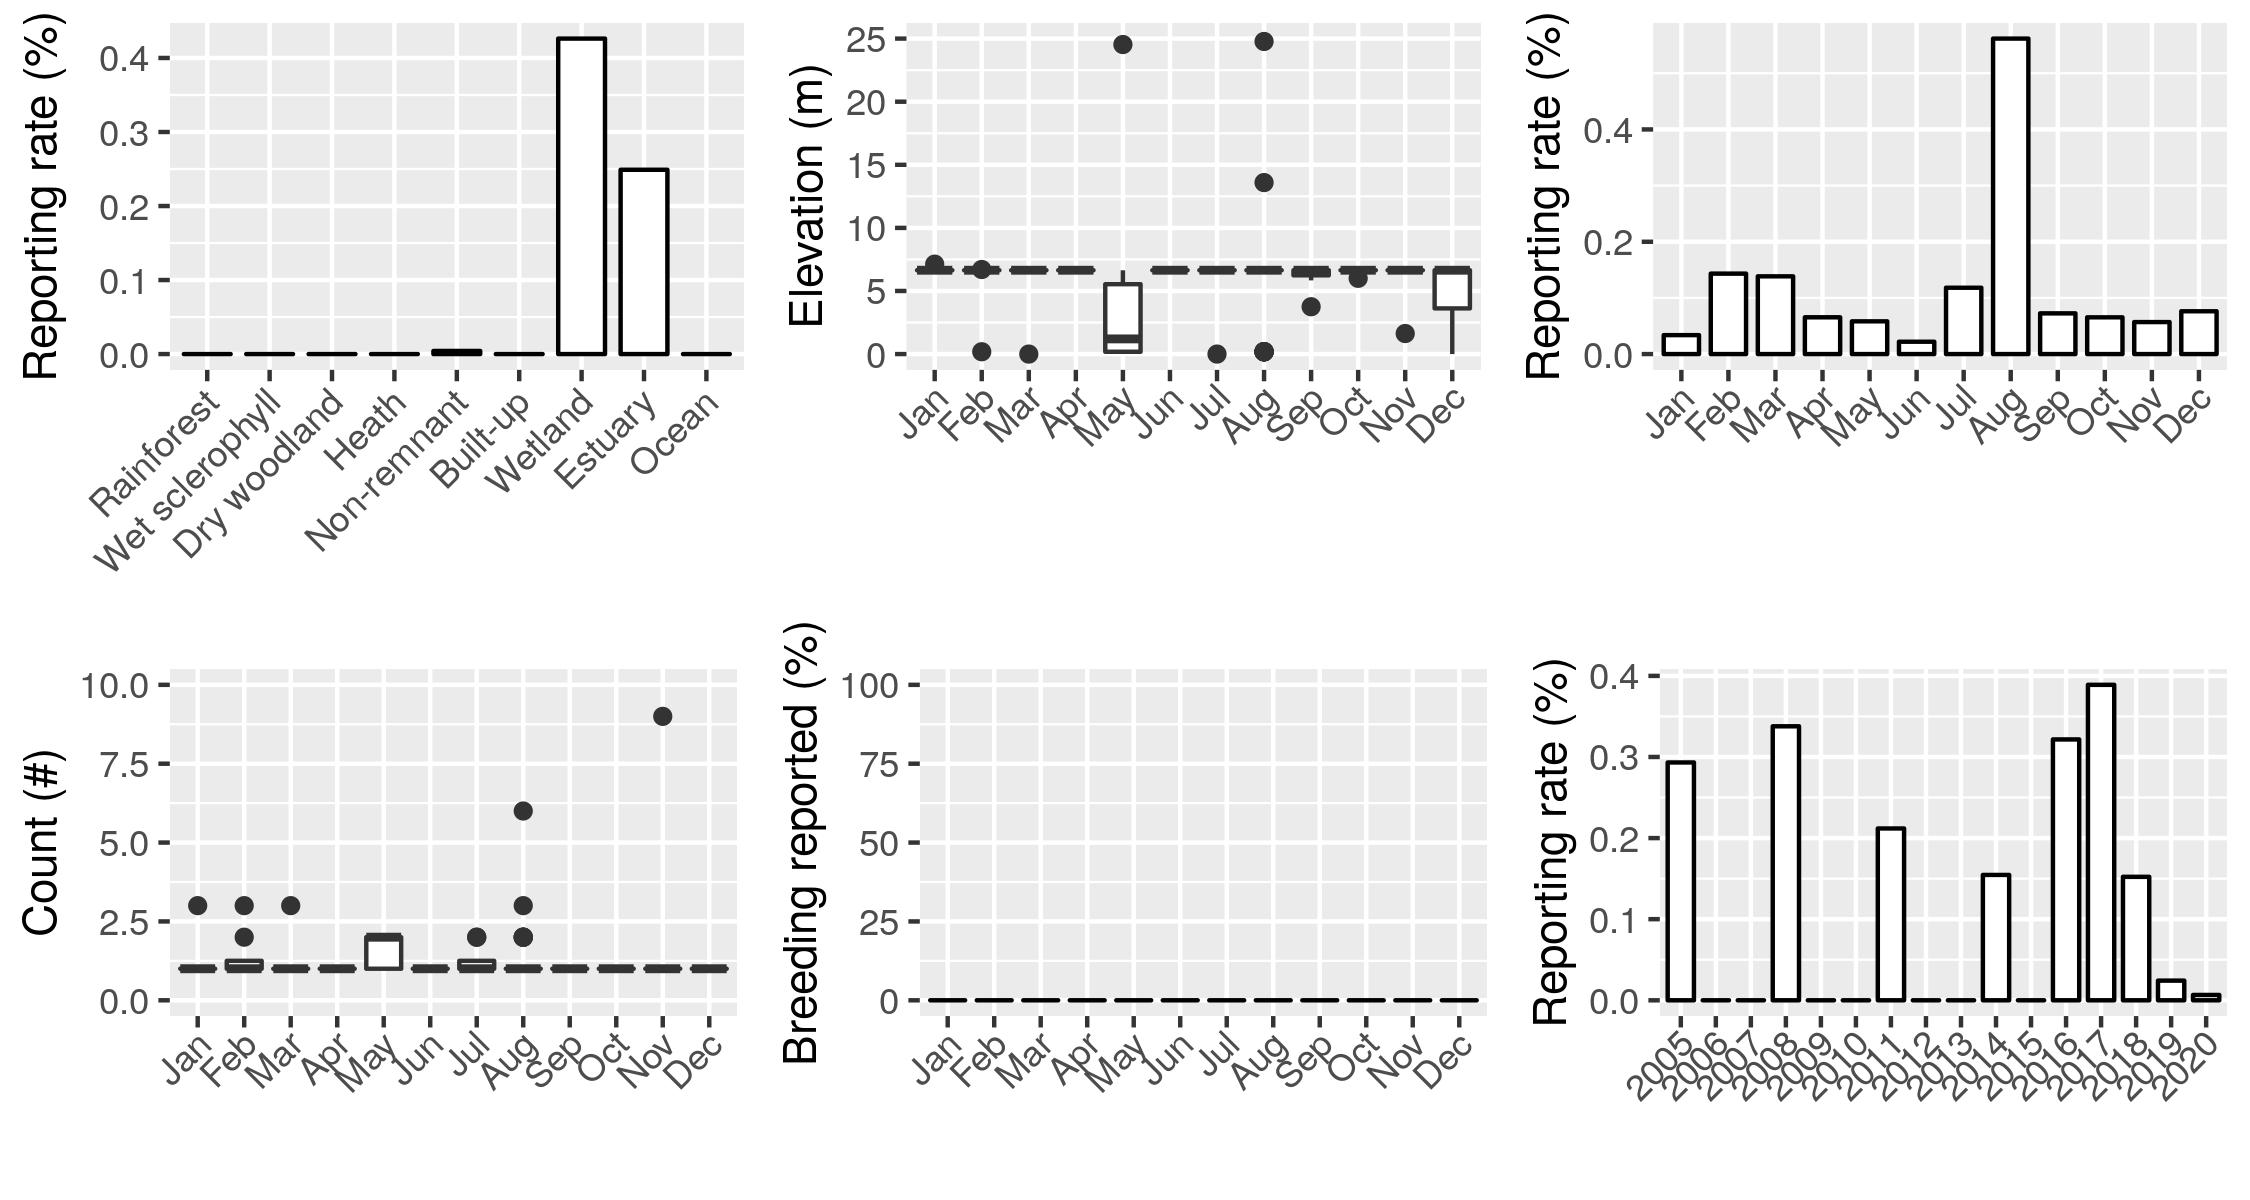 Reporting rate (%)
0.4
0.3
0.2
0.1
0.0
Rainforest
Wet sclerophyll
Dry woodland
Heath
Non-remnant
Built-up
Wetland
Estuary
Ocean
Elevation (m)
25
20
15
10
5
0
Jan
Feb
Mar
Apr
May
Jun
Jul
Aug
Sep
Oct
Nov
Dec
Reporting rate (%)
0.4
0.2
0.0
Jan
Feb
Mar
Apr
May
Jun
Jul
Aug
Sep
Oct
Nov
Dec
Count (#)
10.0
7.5
5.0
2.5
0.0
Jan
Feb
Mar
Apr
May
Jun
Jul
Aug
Sep
Oct
Nov
Dec
Breeding reported (%)
100
75
50
25
0
Jan
Feb
Mar
Apr
May
Jun
Jul
Aug
Sep
Oct
Nov
Dec
Reporting rate (%)
0.4
0.3
0.2
0.1
0.0
2005
2006
2007
2008
2009
2010
2011
2012
2013
2014
2015
2016
2017
2018
2019
2020